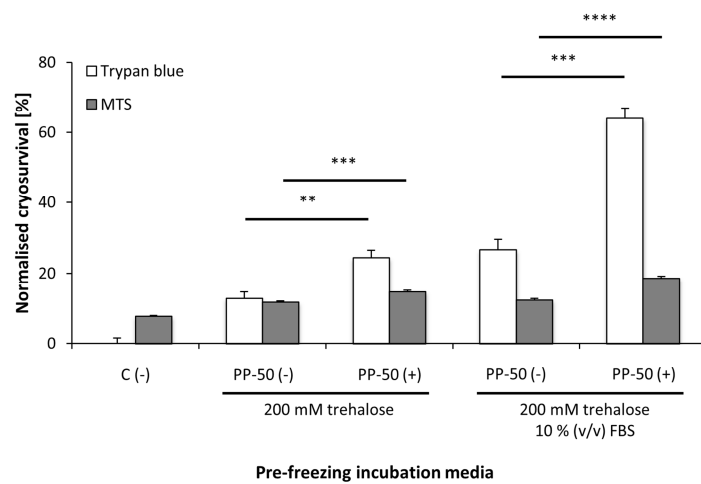 ****
***
80
Trypan blue
MTS
60
***
40
**
20
0
Normalised cryosurvival [%]
C (-)
PP-50 (-)
PP-50 (+)
PP-50 (-)
PP-50 (+)
200 mM trehalose
200 mM trehalose
10 % (v/v) FBS
Pre-freezing incubation media